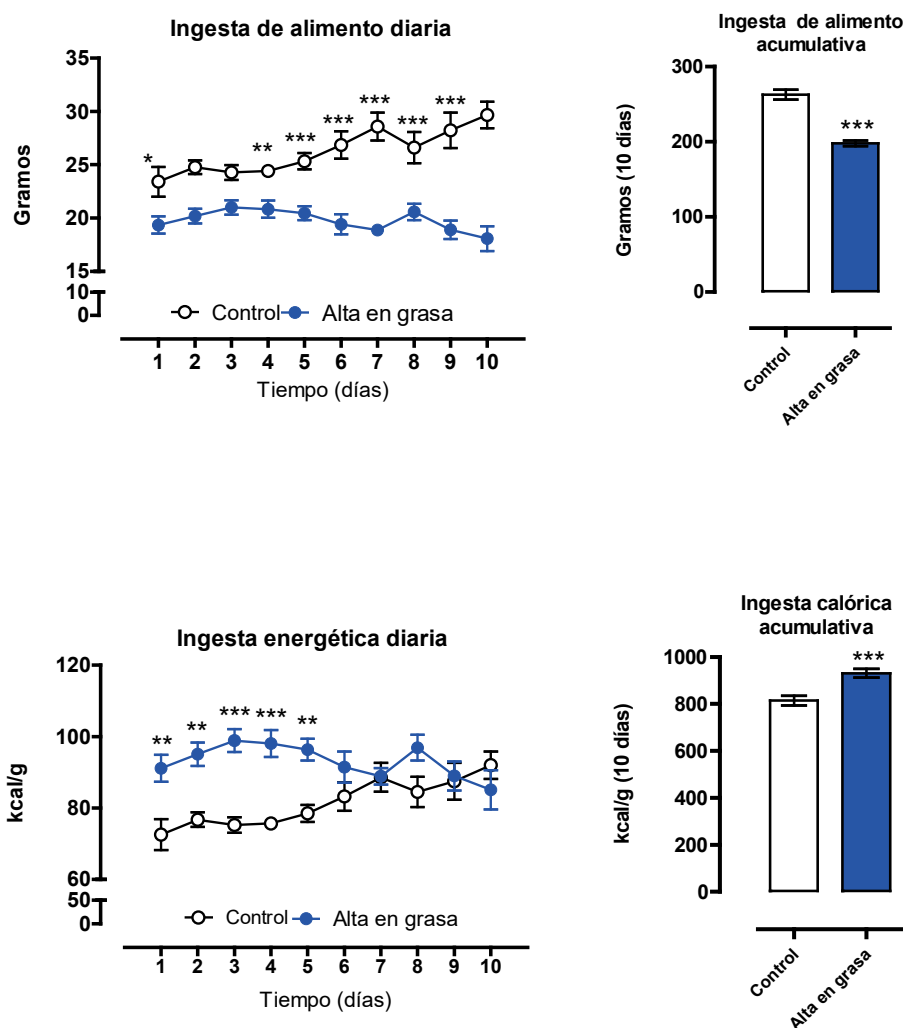 Ingesta de alimento diaria
Gramos
35
30
25
20
15
10
0
*
**
***
***
***
***
***
Control
Alta en grasa
1 2 3 4 5 6 7 8 9 10
Tiempo (días)
Ingesta de alimento
acumulativa
Gramos (10 días)
300
200
100
0
***
Control
Alta en grasa
Ingesta energética diaria
kcal/g
120
100
80
60
50
0
**
**
***
***
**
Control
Alta en grasa
1 2 3 4 5 6 7 8 9 10
Tiempo (días)
Ingesta calórica
acumulativa
kcal/g (10 días)
1000
800
600
400
200
0
***
Control
Alta en grasa